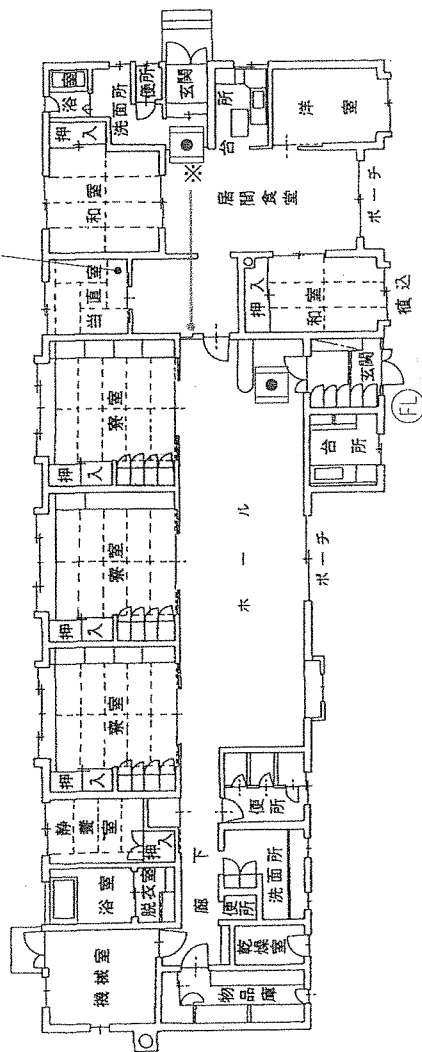 機械室
浴室
脱衣室
静養室
押入
押入
寮室
押入
寮室
押入
寮室
当直室
和室
押入
浴室
洗面所
便所
玄関
台所
洋室
居間食堂
※
ポーチ
和室
押入
植込
玄関
FL
台所
ホール
ポーチ
便所
洗面所
便所
廊下
乾燥室
物品庫